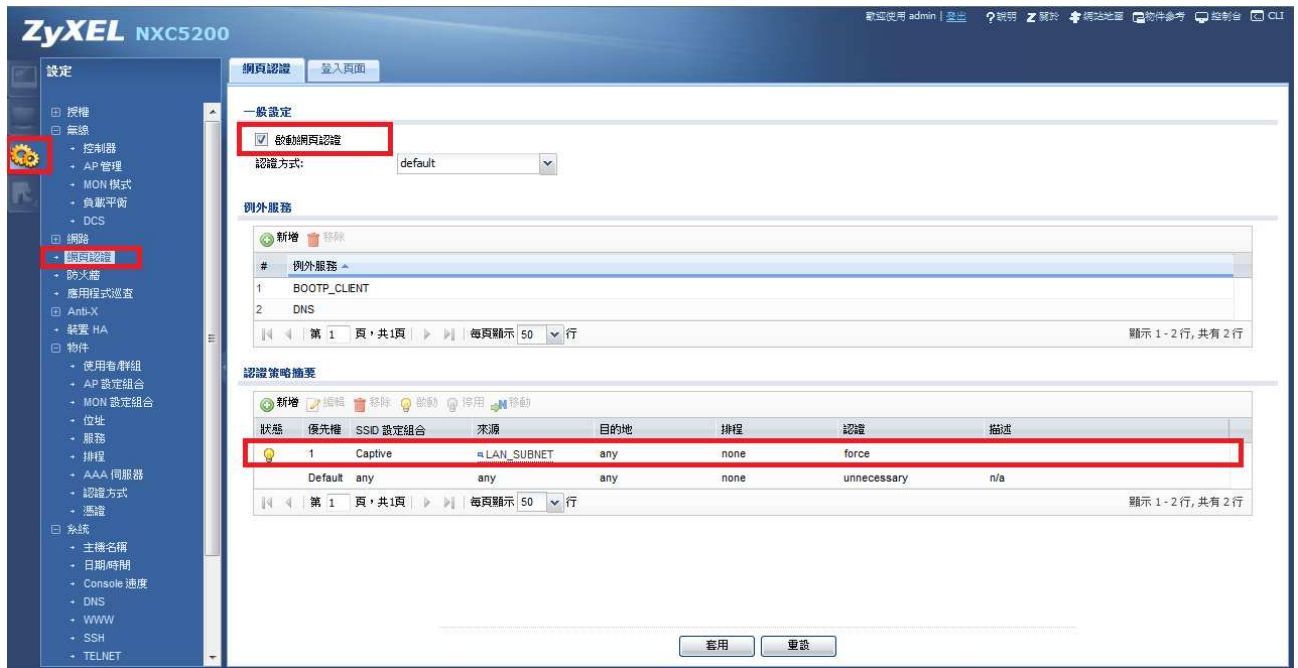 ZyXEL NXC5200
歡迎使用 admin | 登出 ?說明 Z 關於 網站地圖 物件參考 控制台 CLI
設定
授權
無線
控制器
AP 管理
MON 模式
負載平衡
DCS
網路
網頁認證
防火牆
應用程式巡查
Anti-X
裝置 HA
物件
使用者/群組
AP 設定組合
MON 設定組合
位址
服務
排程
AAA 伺服器
認證方式
憑證
系統
主機名稱
日期/時間
Console 速度
DNS
WWW
SSH
TELNET
網頁認證 登入頁面
一般設定
啟動網頁認證
認證方式: default
例外服務
新增 移除
# 例外服務
1 BOOTP_CLIENT
2 DNS
第 1 頁，共1頁 每頁顯示 50 行 顯示 1 - 2 行, 共有 2 行
認證策略摘要
新增 編輯 移除 啟動 停用 移動
狀態 優先權 SSID 設定組合 來源 目的地 排程 認證 描述
1 Captive LAN_SUBNET any none force
Default any any any none unnecessary n/a
第 1 頁，共1頁 每頁顯示 50 行 顯示 1 - 2 行, 共有 2 行
套用 重設